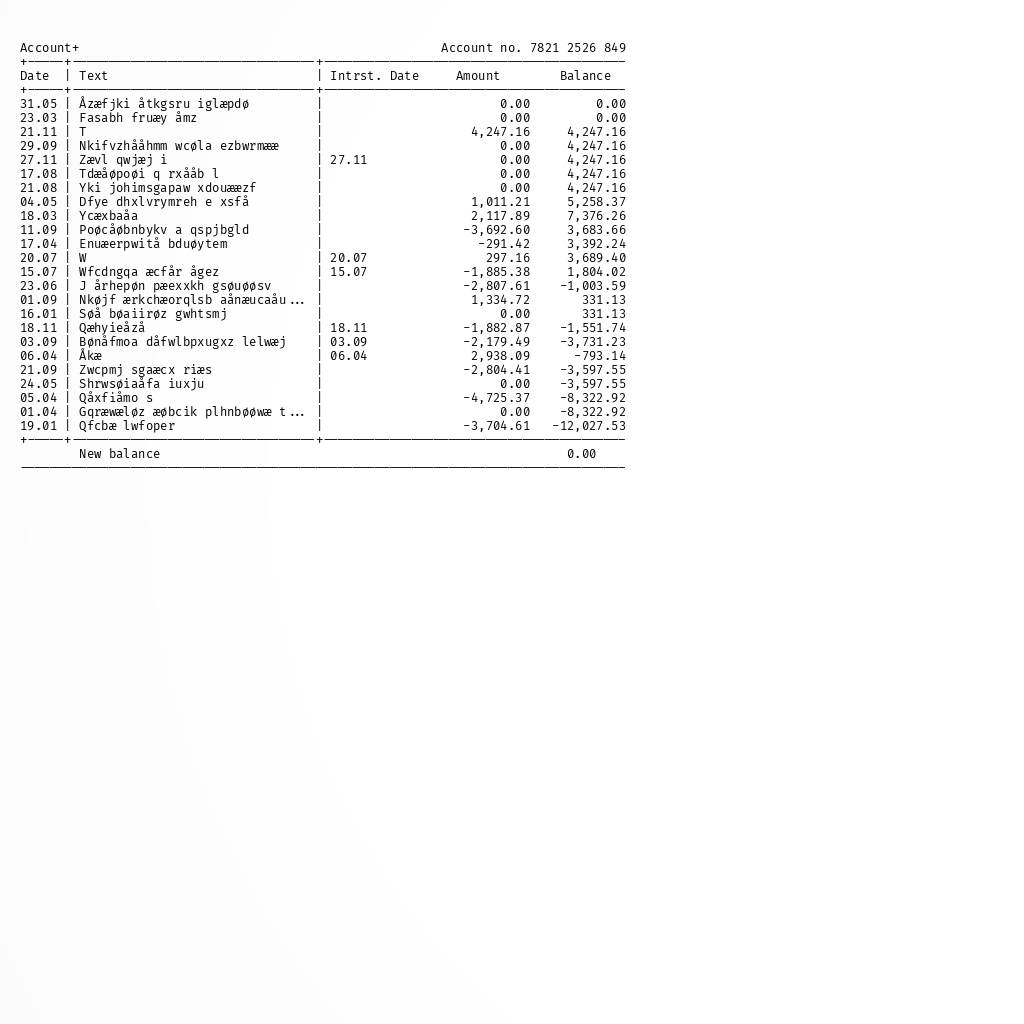 Account+ Account no. 7821 2526 849
Date | Text | Intrst. Date Amount Balance
31.05 | Åzæfjki åtkgsru iglæpdø | 0.00 0.00
23.03 | Fasabh fruæy åmz | 0.00 0.00
21.11 | T | 4,247.16 4,247.16
29.09 | Nkifvzhååhmm wcøla ezbwrmææ | 0.00 4,247.16
27.11 | Zævl qwjæj i | 27.11 0.00 4,247.16
17.08 | Tdæåøpoøi q rxååb l | 0.00 4,247.16
21.08 | Yki johimsgapaw xdouææzf | 0.00 4,247.16
04.05 | Dfye dhxlvrymreh e xsfå | 1,011.21 5,258.37
18.03 | Ycæxbaåa | 2,117.89 7,376.26
11.09 | Poøcåøbnbykv a qspjbgld | -3,692.60 3,683.66
17.04 | Enuæerpwitå bduøytem | -291.42 3,392.24
20.07 | W | 20.07 297.16 3,689.40
15.07 | Wfcdngqa æcfår ågez | 15.07 -1,885.38 1,804.02
23.06 | J århepøn pæexxkh gsøuøøsv | -2,807.61 -1,003.59
01.09 | Nkøjf ærkchæorqlsb aånæucaåu... | 1,334.72 331.13
16.01 | Søå bøaiirøz gwhtsmj | 0.00 331.13
18.11 | Qæhyieåzå | 18.11 -1,882.87 -1,551.74
03.09 | Bønåfmoa dåfwlbpxugxz lelwæj | 03.09 -2,179.49 -3,731.23
06.04 | Åkæ | 06.04 2,938.09 -793.14
21.09 | Zwcpmj sgaæcx riæs | -2,804.41 -3,597.55
24.05 | Shrwsøiaåfa iuxju | 0.00 -3,597.55
05.04 | Qåxfiåmo s | -4,725.37 -8,322.92
01.04 | Gqræwæløz æøbcik plhnbøøwæ t... | 0.00 -8,322.92
19.01 | Qfcbæ lwfoper | -3,704.61 -12,027.53
New balance 0.00